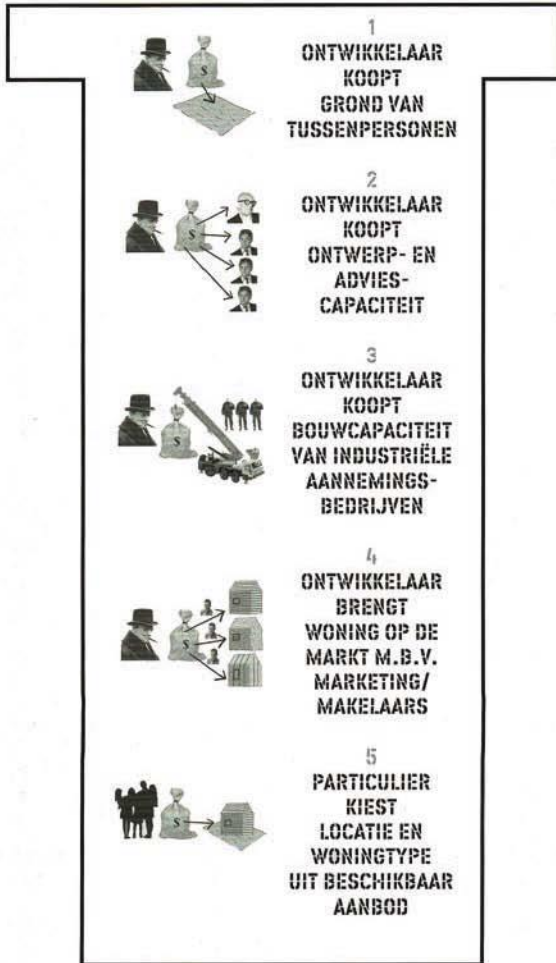 1
ONTWIKKELAAR
KOOPT
GROND VAN
TUSSENPERSONEN
$
2
ONTWIKKELAAR
KOOPT
ONTWERP- EN
ADVIES-
CAPACITEIT
$
3
ONTWIKKELAAR
KOOPT
BOUWCAPACITEIT
VAN INDUSTRIËLE
AANNEMINGS-
BEDRIJVEN
$
4
ONTWIKKELAAR
BRENGT
WONING OP DE
MARKT M.B.V.
MARKETING/
MAKELAARS
$
5
PARTICULIER
KIEST
LOCATIE EN
WONINGTYPE
UIT BESCHIKBAAR
AANBOD
$